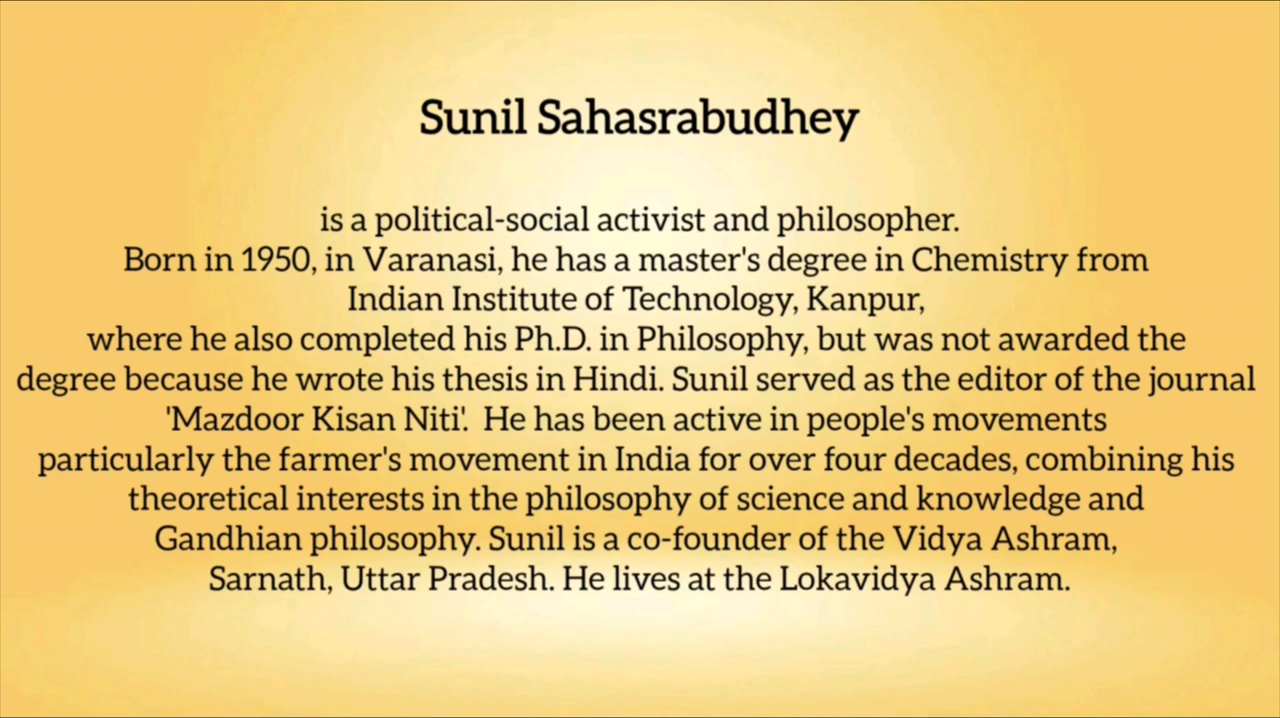 Sunil Sahasrabudhey
is a political-social activist and philosopher.
Born in 1950, in Varanasi, he has a master's degree in Chemistry from
Indian Institute of Technology, Kanpur,
where he also completed his Ph.D. in Philosophy, but was not awarded the
degree because he wrote his thesis in Hindi. Sunil served as the editor of the journal
'Mazdoor Kisan Niti'.  He has been active in people's movements
particularly the farmer's movement in India for over four decades, combining his
theoretical interests in the philosophy of science and knowledge and
Gandhian philosophy. Sunil is a co-founder of the Vidya Ashram,
Sarnath, Uttar Pradesh. He lives at the Lokavidya Ashram.